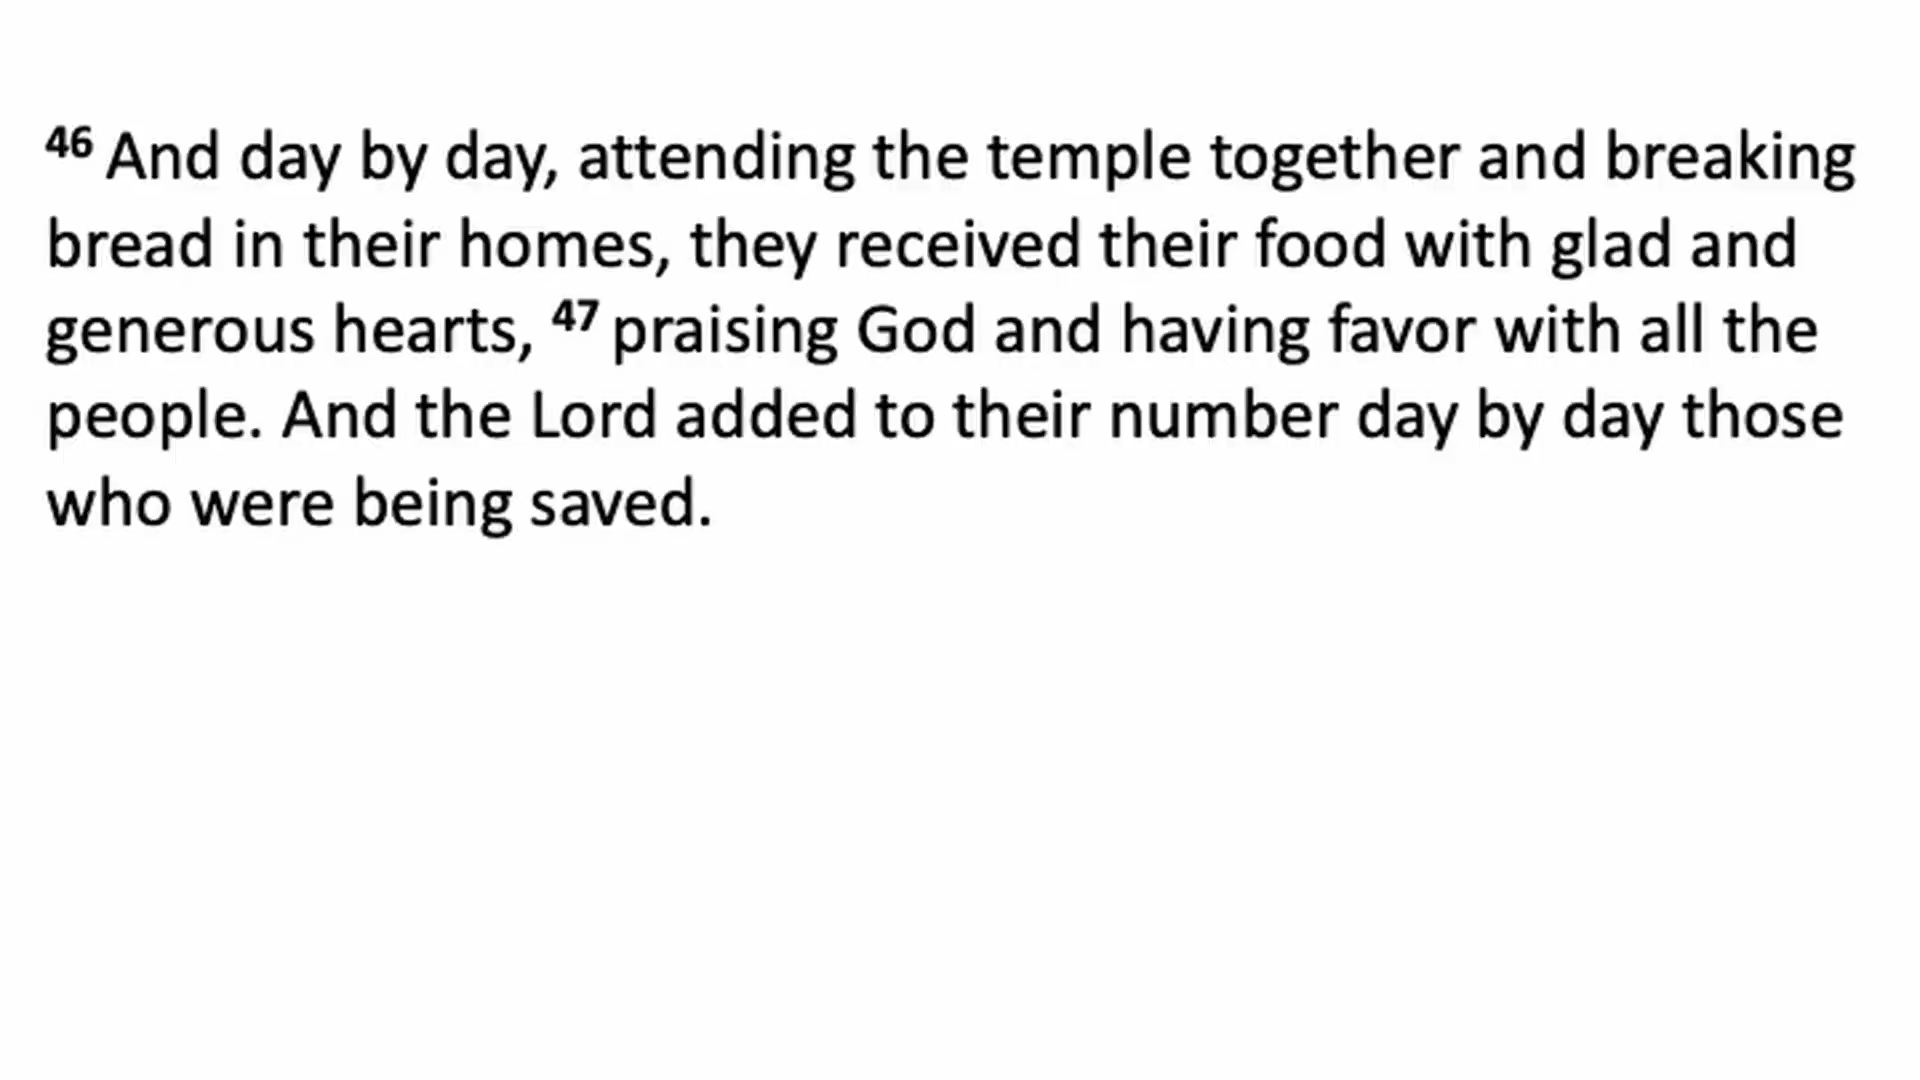 46 And day by day, attending the temple together and breaking
bread in their homes, they received their food with glad and
generous hearts, 47 praising God and having favor with all the
people. And the Lord added to their number day by day those
who were being saved.